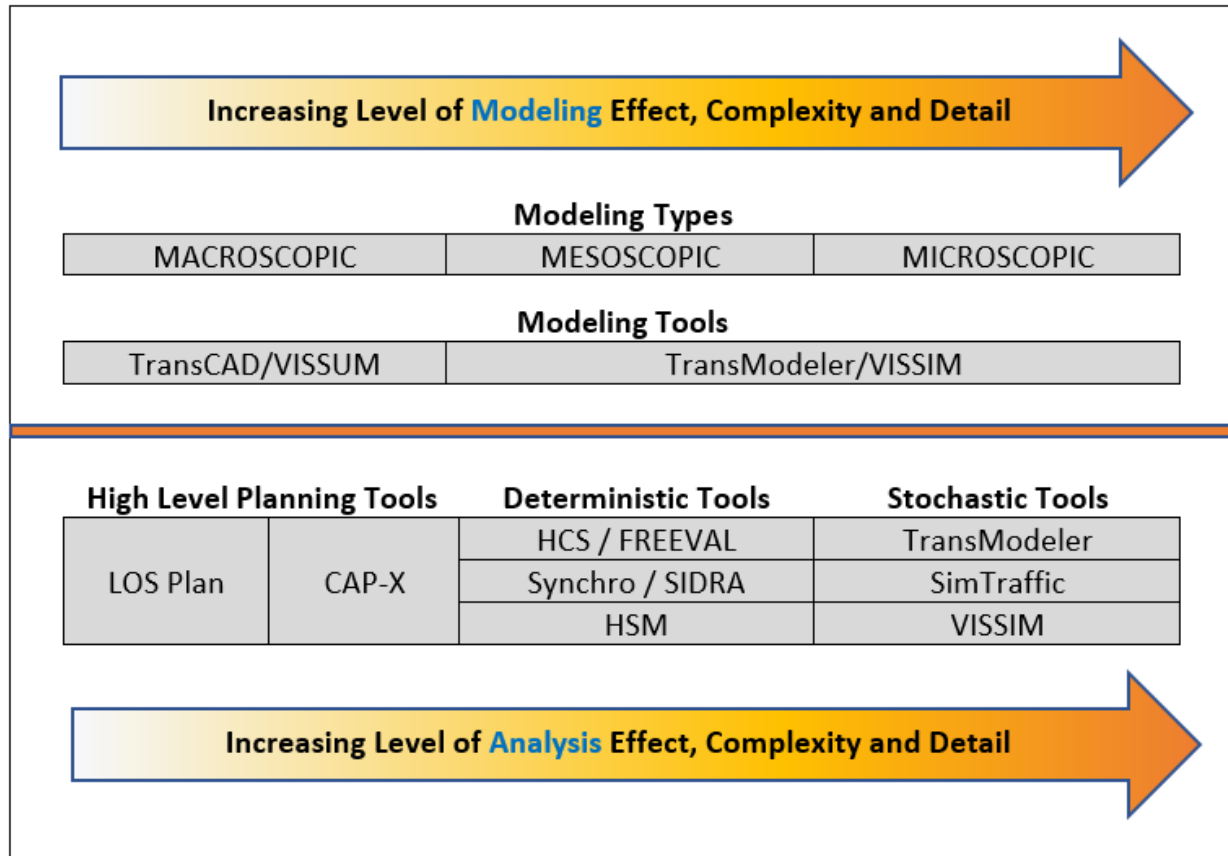 Increasing Level of Modeling Effect, Complexity and Detail
Modeling Types
MACROSCOPIC MESOSCOPIC MICROSCOPIC
Modeling Tools
TransCAD/VISSUM TransModeler/VISSIM
High Level Planning Tools Deterministic Tools Stochastic Tools
HCS / FREEVAL TransModeler
LOS Plan CAP-X Synchro / SIDRA SimTraffic
HSM VISSIM
Increasing Level of Analysis Effect, Complexity and Detail